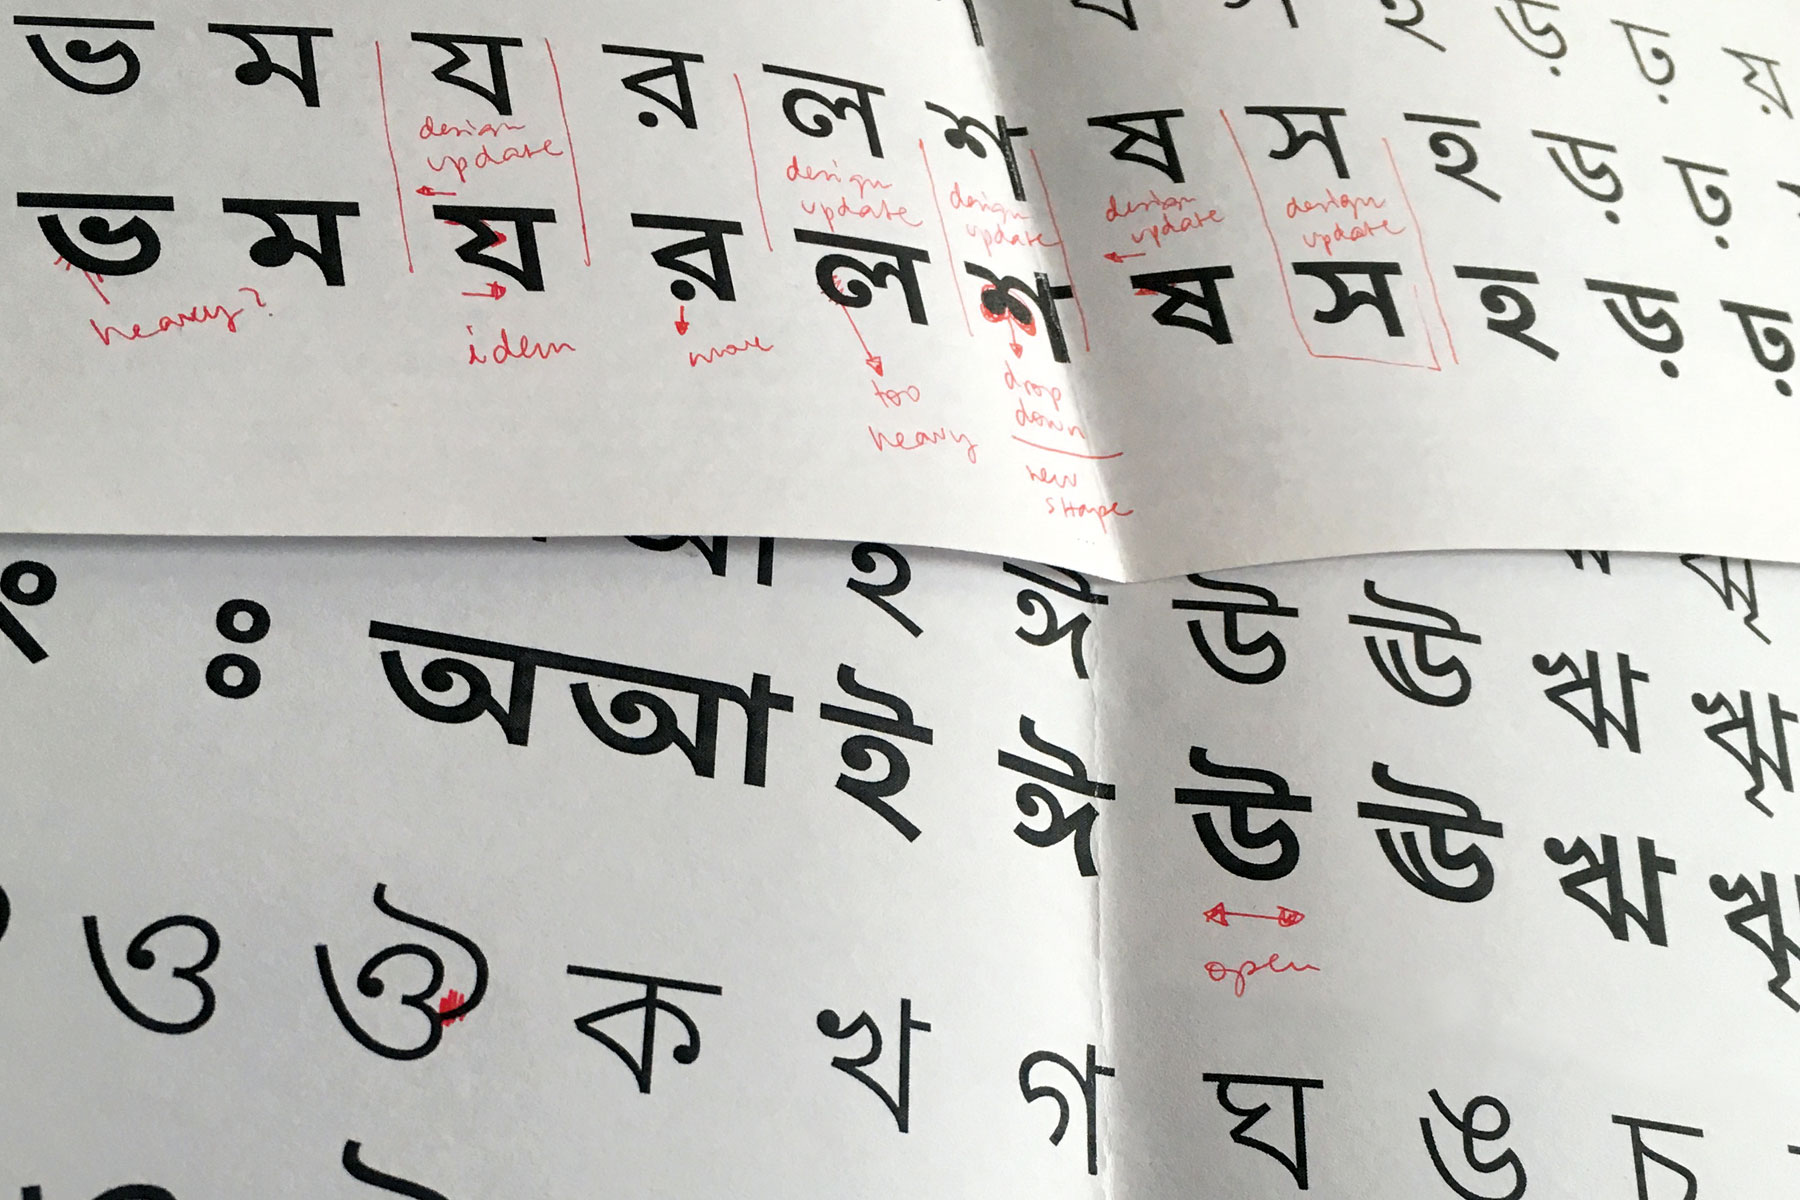 য স হ ড় ঢ় য়
ভ ম য র ল শ ষ স হ ড় ঢ়
design update
design update
design update
design update
design update
ভ ম য র ল শ ষ স হ ড় ঢ়
heavy?
idem
more
too heavy
drop down
new shape
আ ই ঈ উ ঊ ঋ
ং ঃ অ আ ই ঈ উ ঊ ঋ
open
ও ঔ ক খ গ ঘ ঙ চ